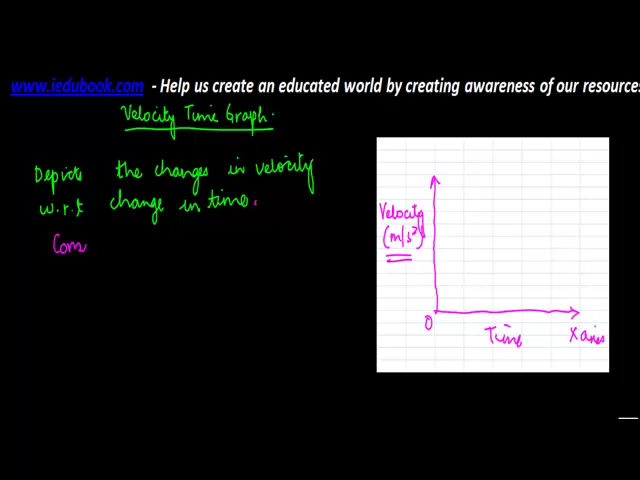 www.iedubook.com - Help us create an educated world by creating awareness of our resources
Velocity Time Graph.
Depicts the changes in velocity
w.r.t change in time.
Com
Velocity
(m/s²)
O
Time
X axis